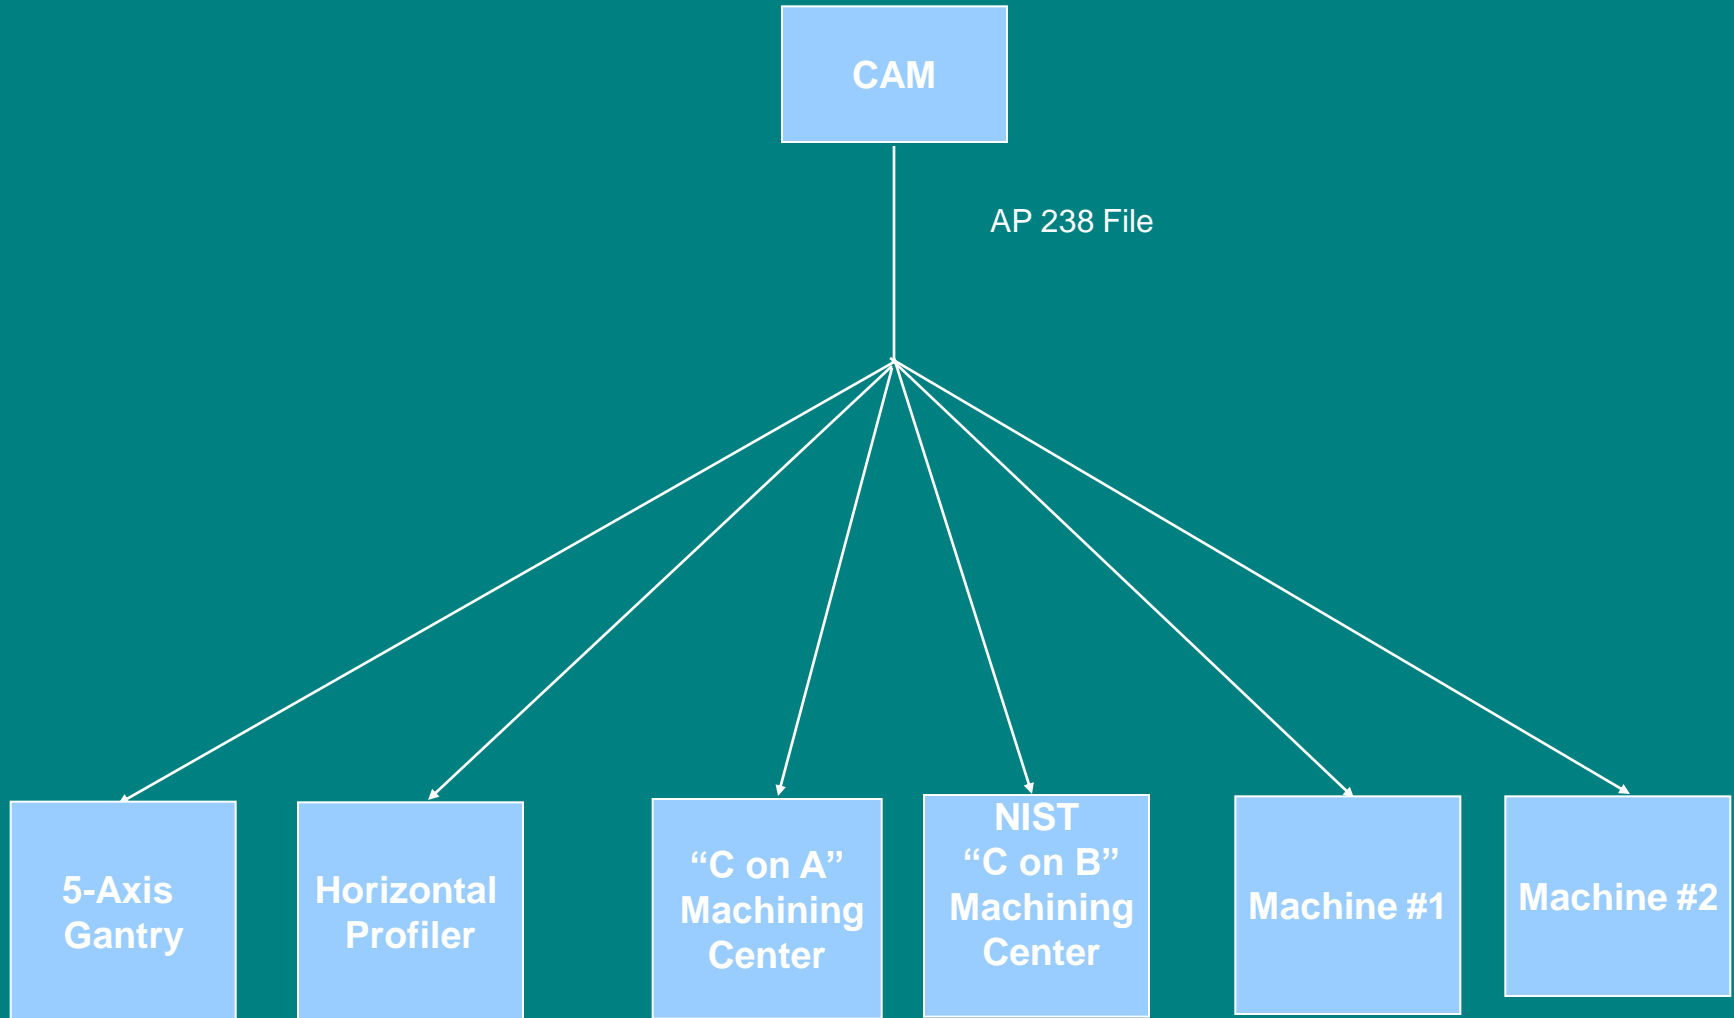 CAM
AP 238 File
5-Axis
Gantry
Horizontal
Profiler
“C on A”
Machining
Center
NIST
“C on B”
Machining
Center
Machine #1
Machine #2